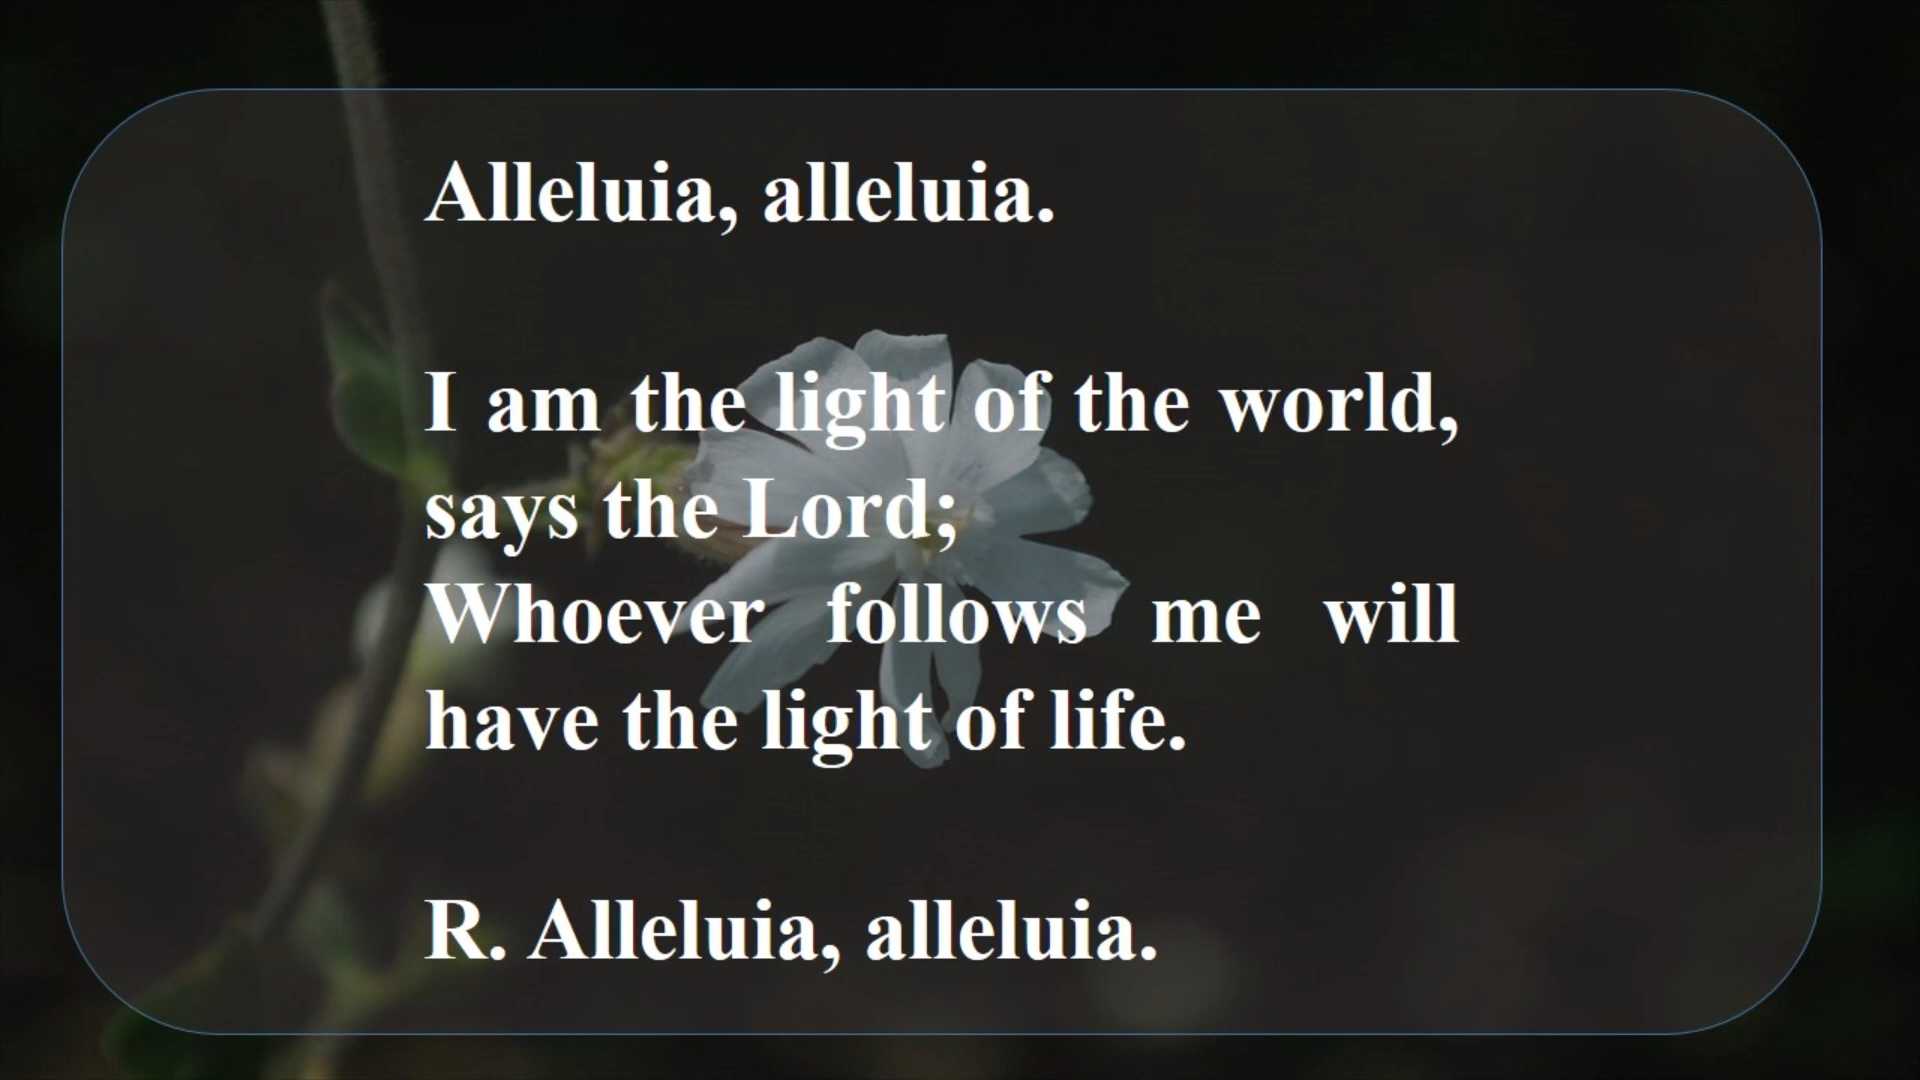 Alleluia, alleluia.
I am the light of the world,
says the Lord;
Whoever follows me will
have the light of life.
R. Alleluia, alleluia.